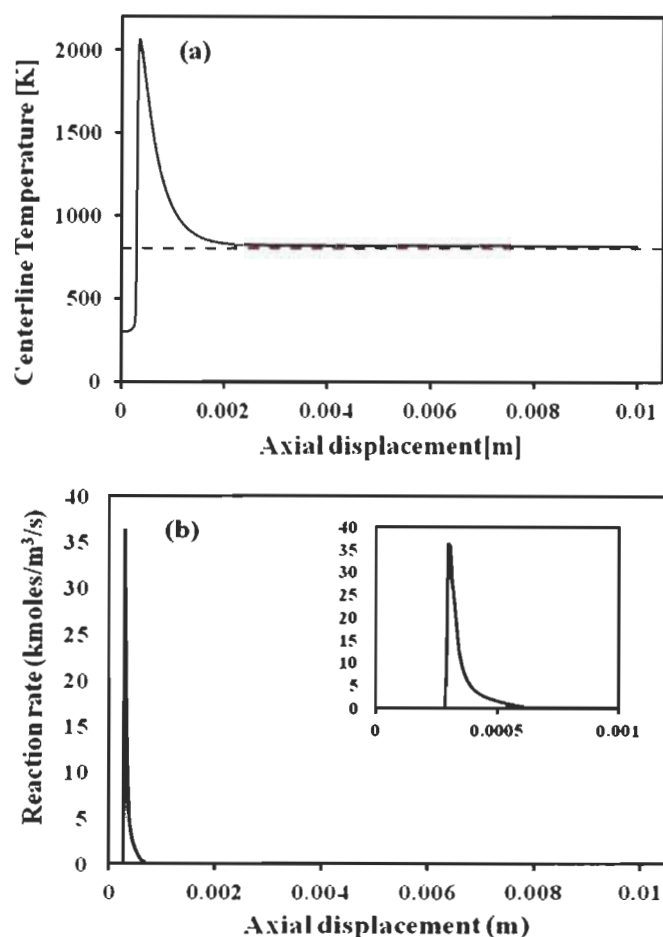 Centerline Temperature [K]
2000
(a)
1500
1000
500
0
0 0.002 0.004 0.006 0.008 0.01
Axial displacement[m]
Reaction rate (kmoles/m³/s)
40
(b)
35
30
25
20
15
10
5
0
40
35
30
25
20
15
10
5
0
0 0.0005 0.001
0 0.002 0.004 0.006 0.008 0.01
Axial displacement (m)